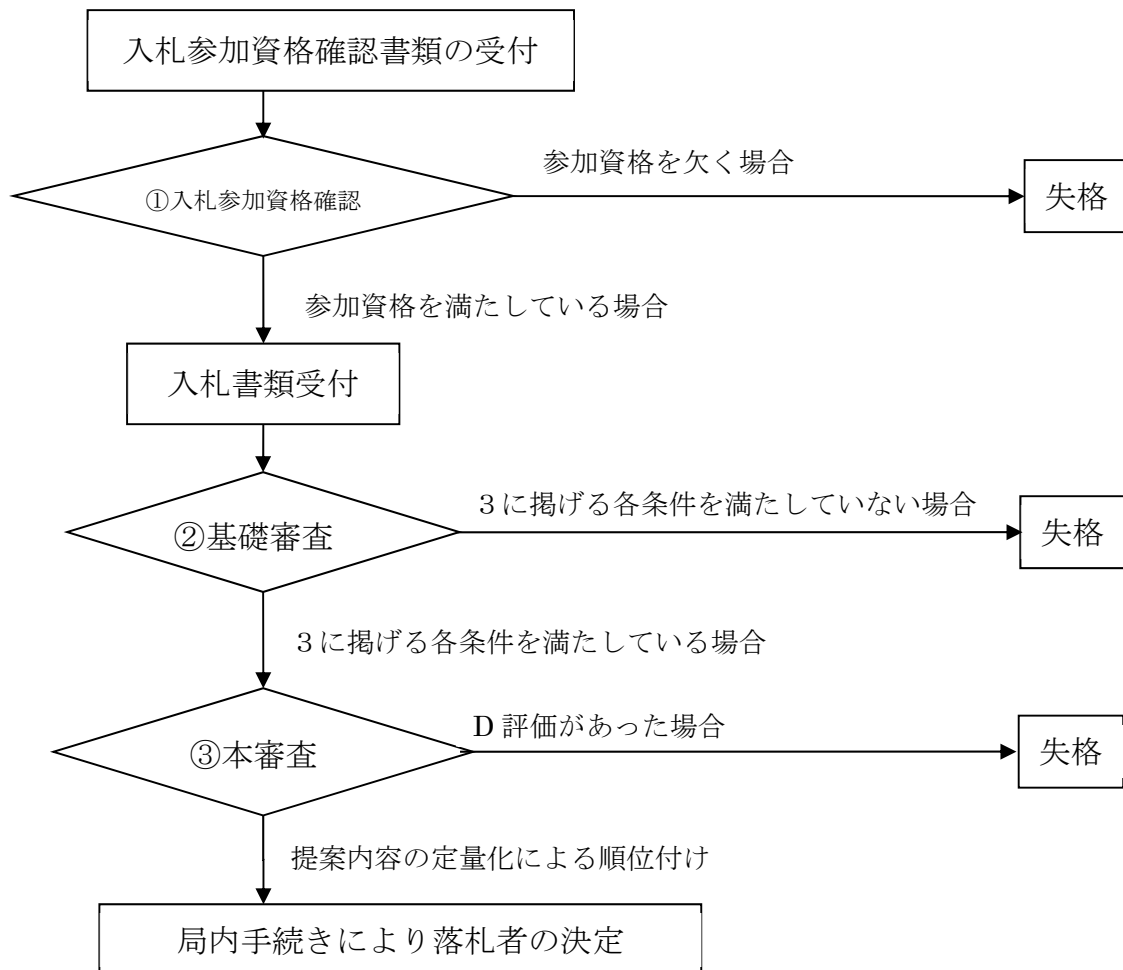 入札参加資格確認書類の受付
参加資格を欠く場合
①入札参加資格確認
失格
参加資格を満たしている場合
入札書類受付
３に掲げる各条件を満たしていない場合
②基礎審査
失格
３に掲げる各条件を満たしている場合
D 評価があった場合
③本審査
失格
提案内容の定量化による順位付け
局内手続きにより落札者の決定